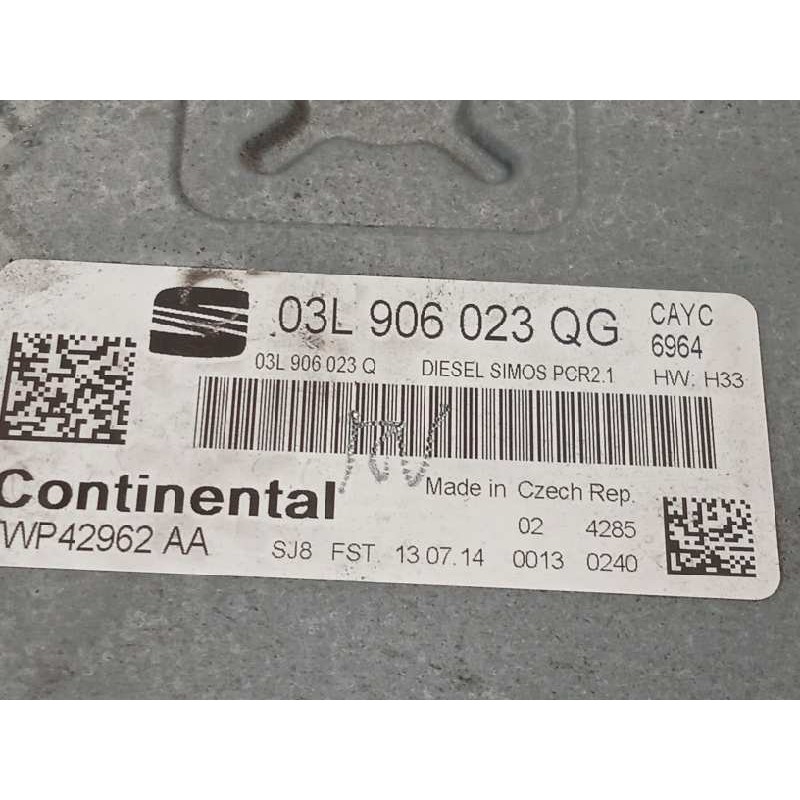 03L 906 023 QG
CAYC
6964
03L 906 023 Q
DIESEL SIMOS PCR2.1
HW: H33
Continental
Made in Czech Rep.
WP42962 AA
02 4285
SJ8 FST 13 07.14 0013 0240